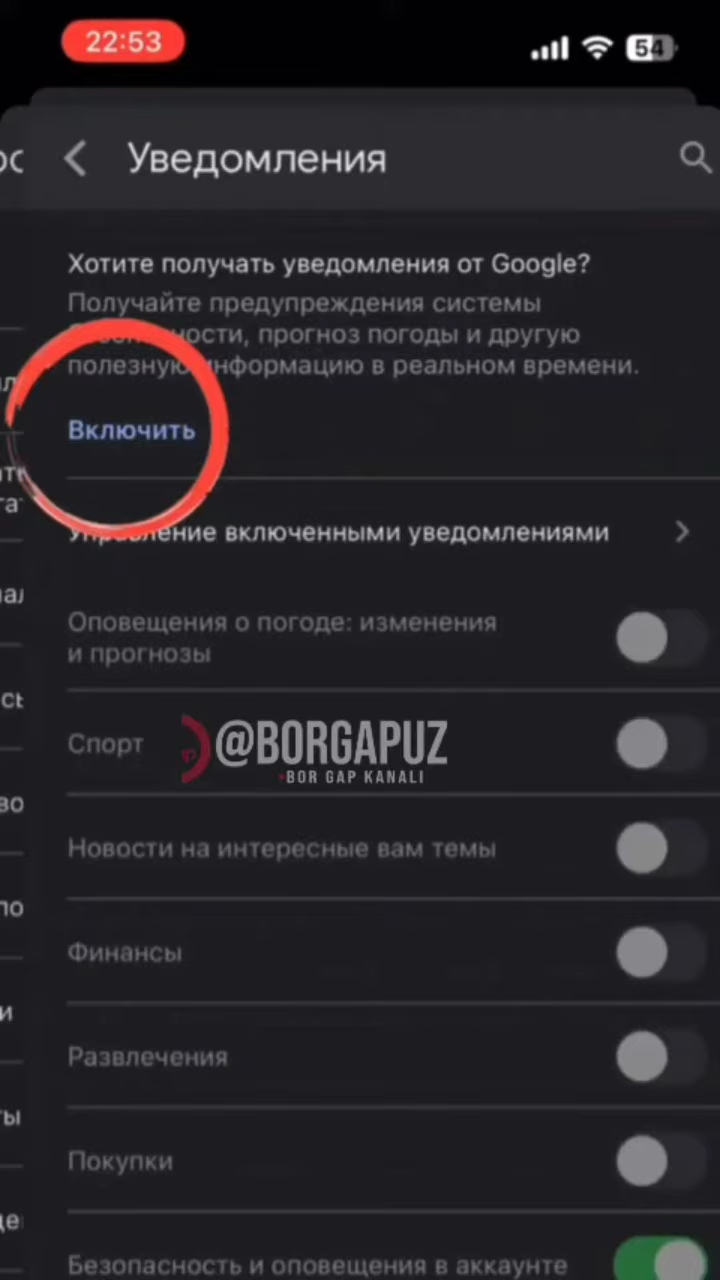 22:53
54
Уведомления
Хотите получать уведомления от Google?
Получайте предупреждения системы
прогноз погоды и другую
полезную информацию в реальном времени.
Включить
Управление включенными уведомлениями
Оповещения о погоде: изменения
и прогнозы
Спорт
@BORGAPUZ
BOR GAP KANALI
Новости на интересные вам темы
Финансы
Развлечения
Покупки
Безопасность и оповещения в аккаунте